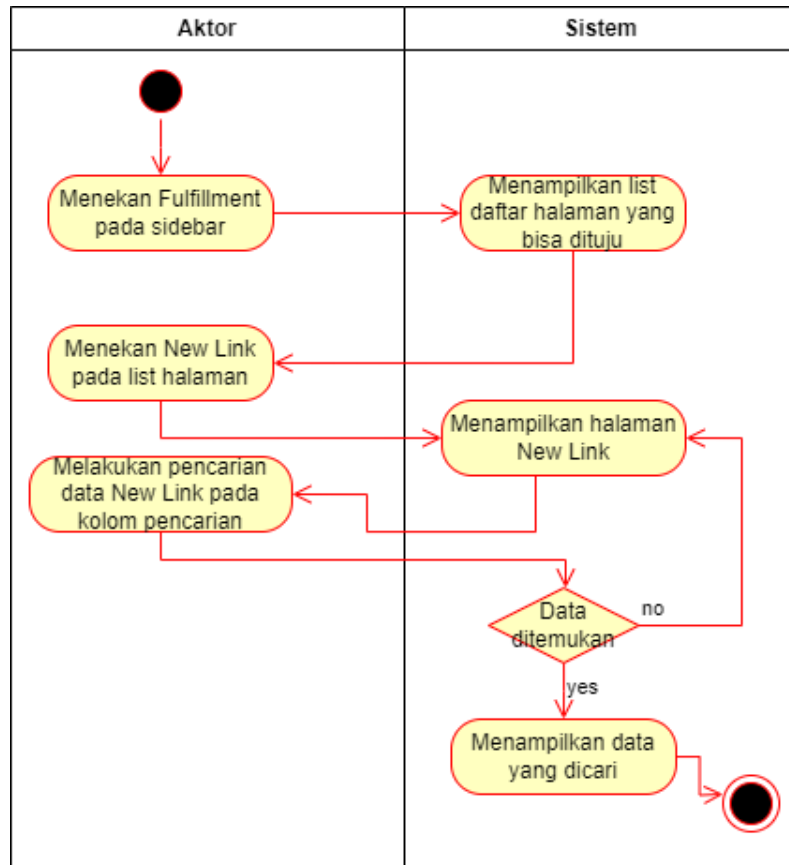 Aktor
Sistem
Menekan Fulfillment
pada sidebar
Menampilkan list
daftar halaman yang
bisa dituju
Menekan New Link
pada list halaman
Menampilkan halaman
New Link
Melakukan pencarian
data New Link pada
kolom pencarian
Data
ditemukan
no
yes
Menampilkan data
yang dicari